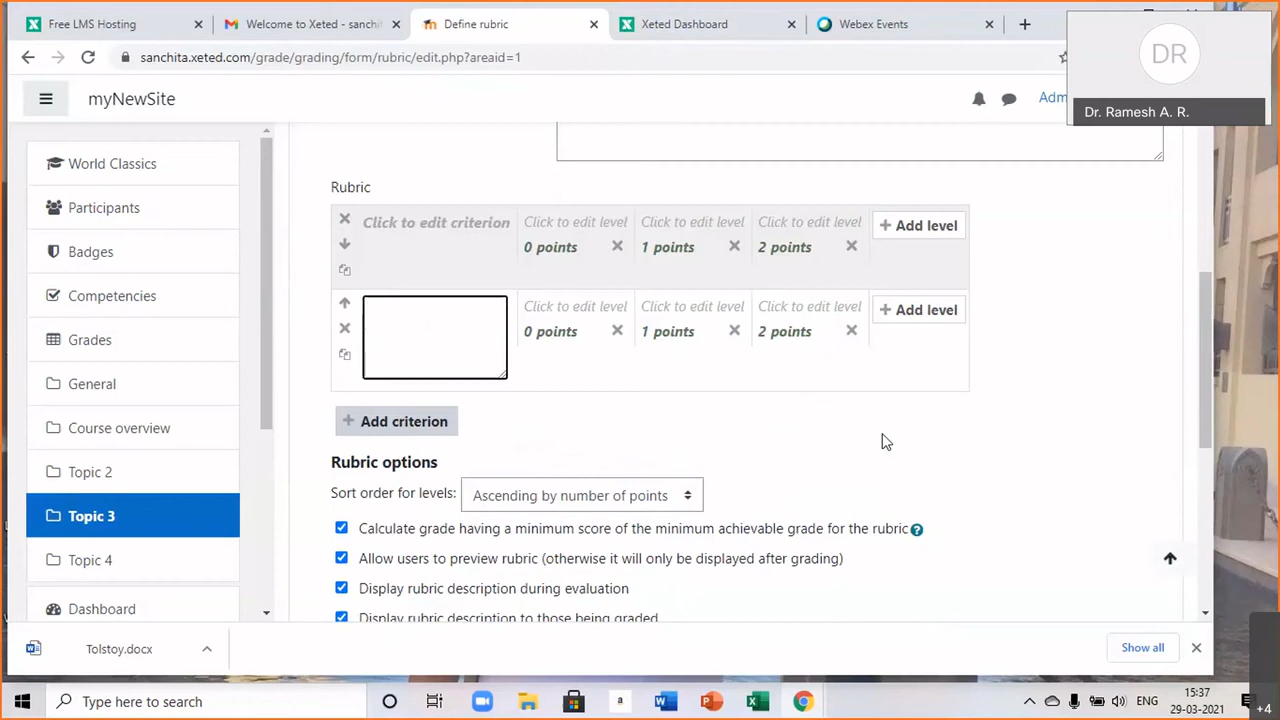 Free LMS Hosting
Welcome to Xeted - sanchit
Define rubric
Xeted Dashboard
Webex Events
sanchita.xeted.com/grade/grading/form/rubric/edit.php?areaid=1
DR
Dr. Ramesh A. R.
myNewSite
Adm
World Classics
Participants
Badges
Competencies
Grades
General
Course overview
Topic 2
Topic 3
Topic 4
Dashboard
Rubric
Click to edit criterion
Click to edit level
Click to edit level
Click to edit level
+ Add level
0 points
1 points
2 points
Click to edit level
Click to edit level
Click to edit level
+ Add level
0 points
1 points
2 points
+ Add criterion
Rubric options
Sort order for levels: Ascending by number of points
Calculate grade having a minimum score of the minimum achievable grade for the rubric
Allow users to preview rubric (otherwise it will only be displayed after grading)
Display rubric description during evaluation
Display rubric description to those being graded
Tolstoy.docx
Show all
Type here to search
ENG
15:37
29-03-2021
+4